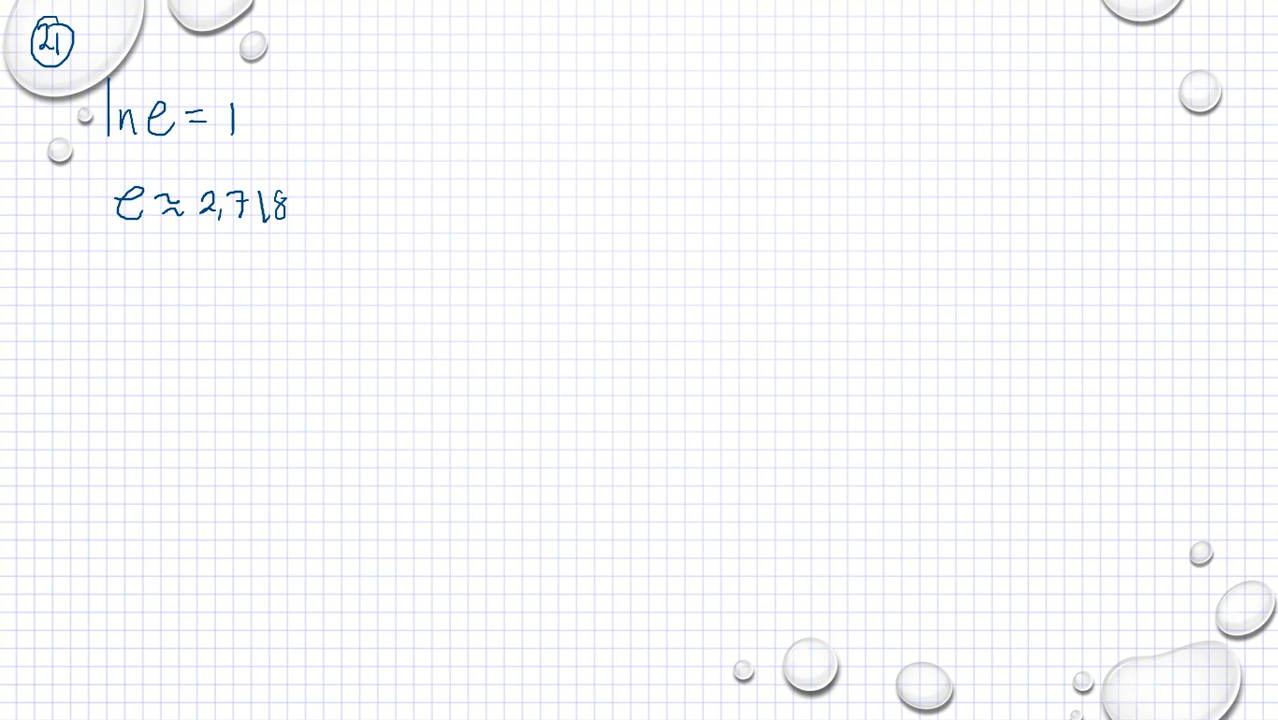 21
ln e = 1
e ≈ 2,718